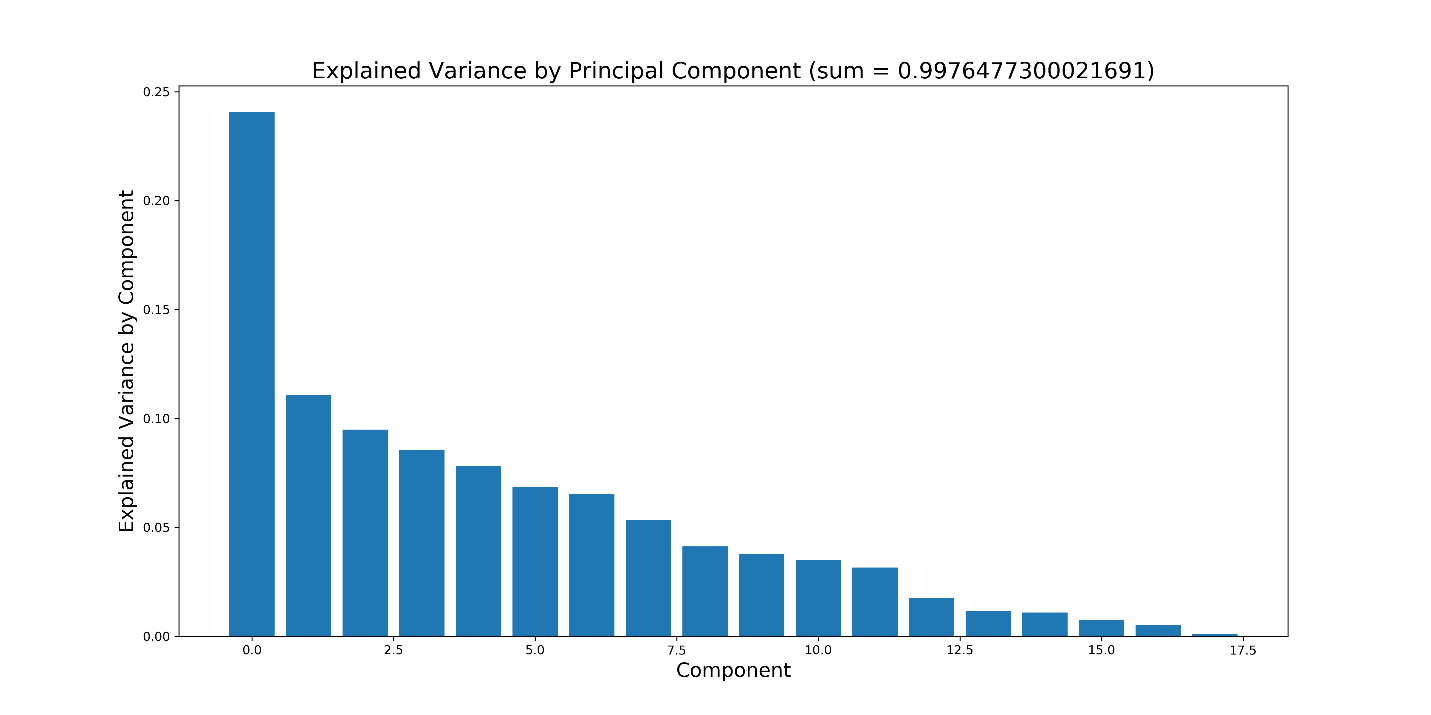 Explained Variance by Principal Component (sum = 0.9976477300021691)
0.25
0.20
0.15
0.10
0.05
0.00
Explained Variance by Component
0.0 2.5 5.0 7.5 10.0 12.5 15.0 17.5
Component